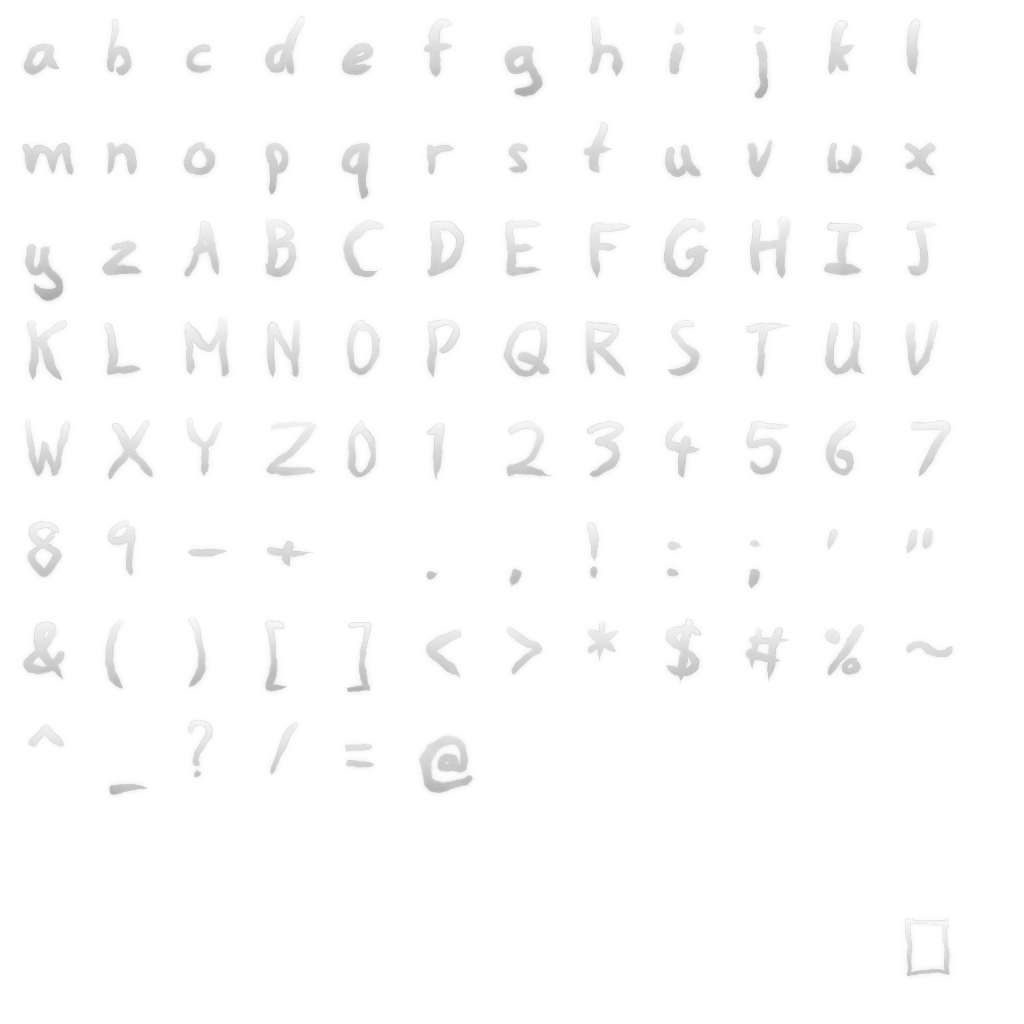 a b c d e f g h i j k l
m n o p q r s t u v w x
y z A B C D E F G H I J
K L M N O P Q R S T U V
W X Y Z 0 1 2 3 4 5 6 7
8 9 - + . , ! : ; ' "
& ( ) [ ] < > * $ # % ~
^ _ ? / = @
□